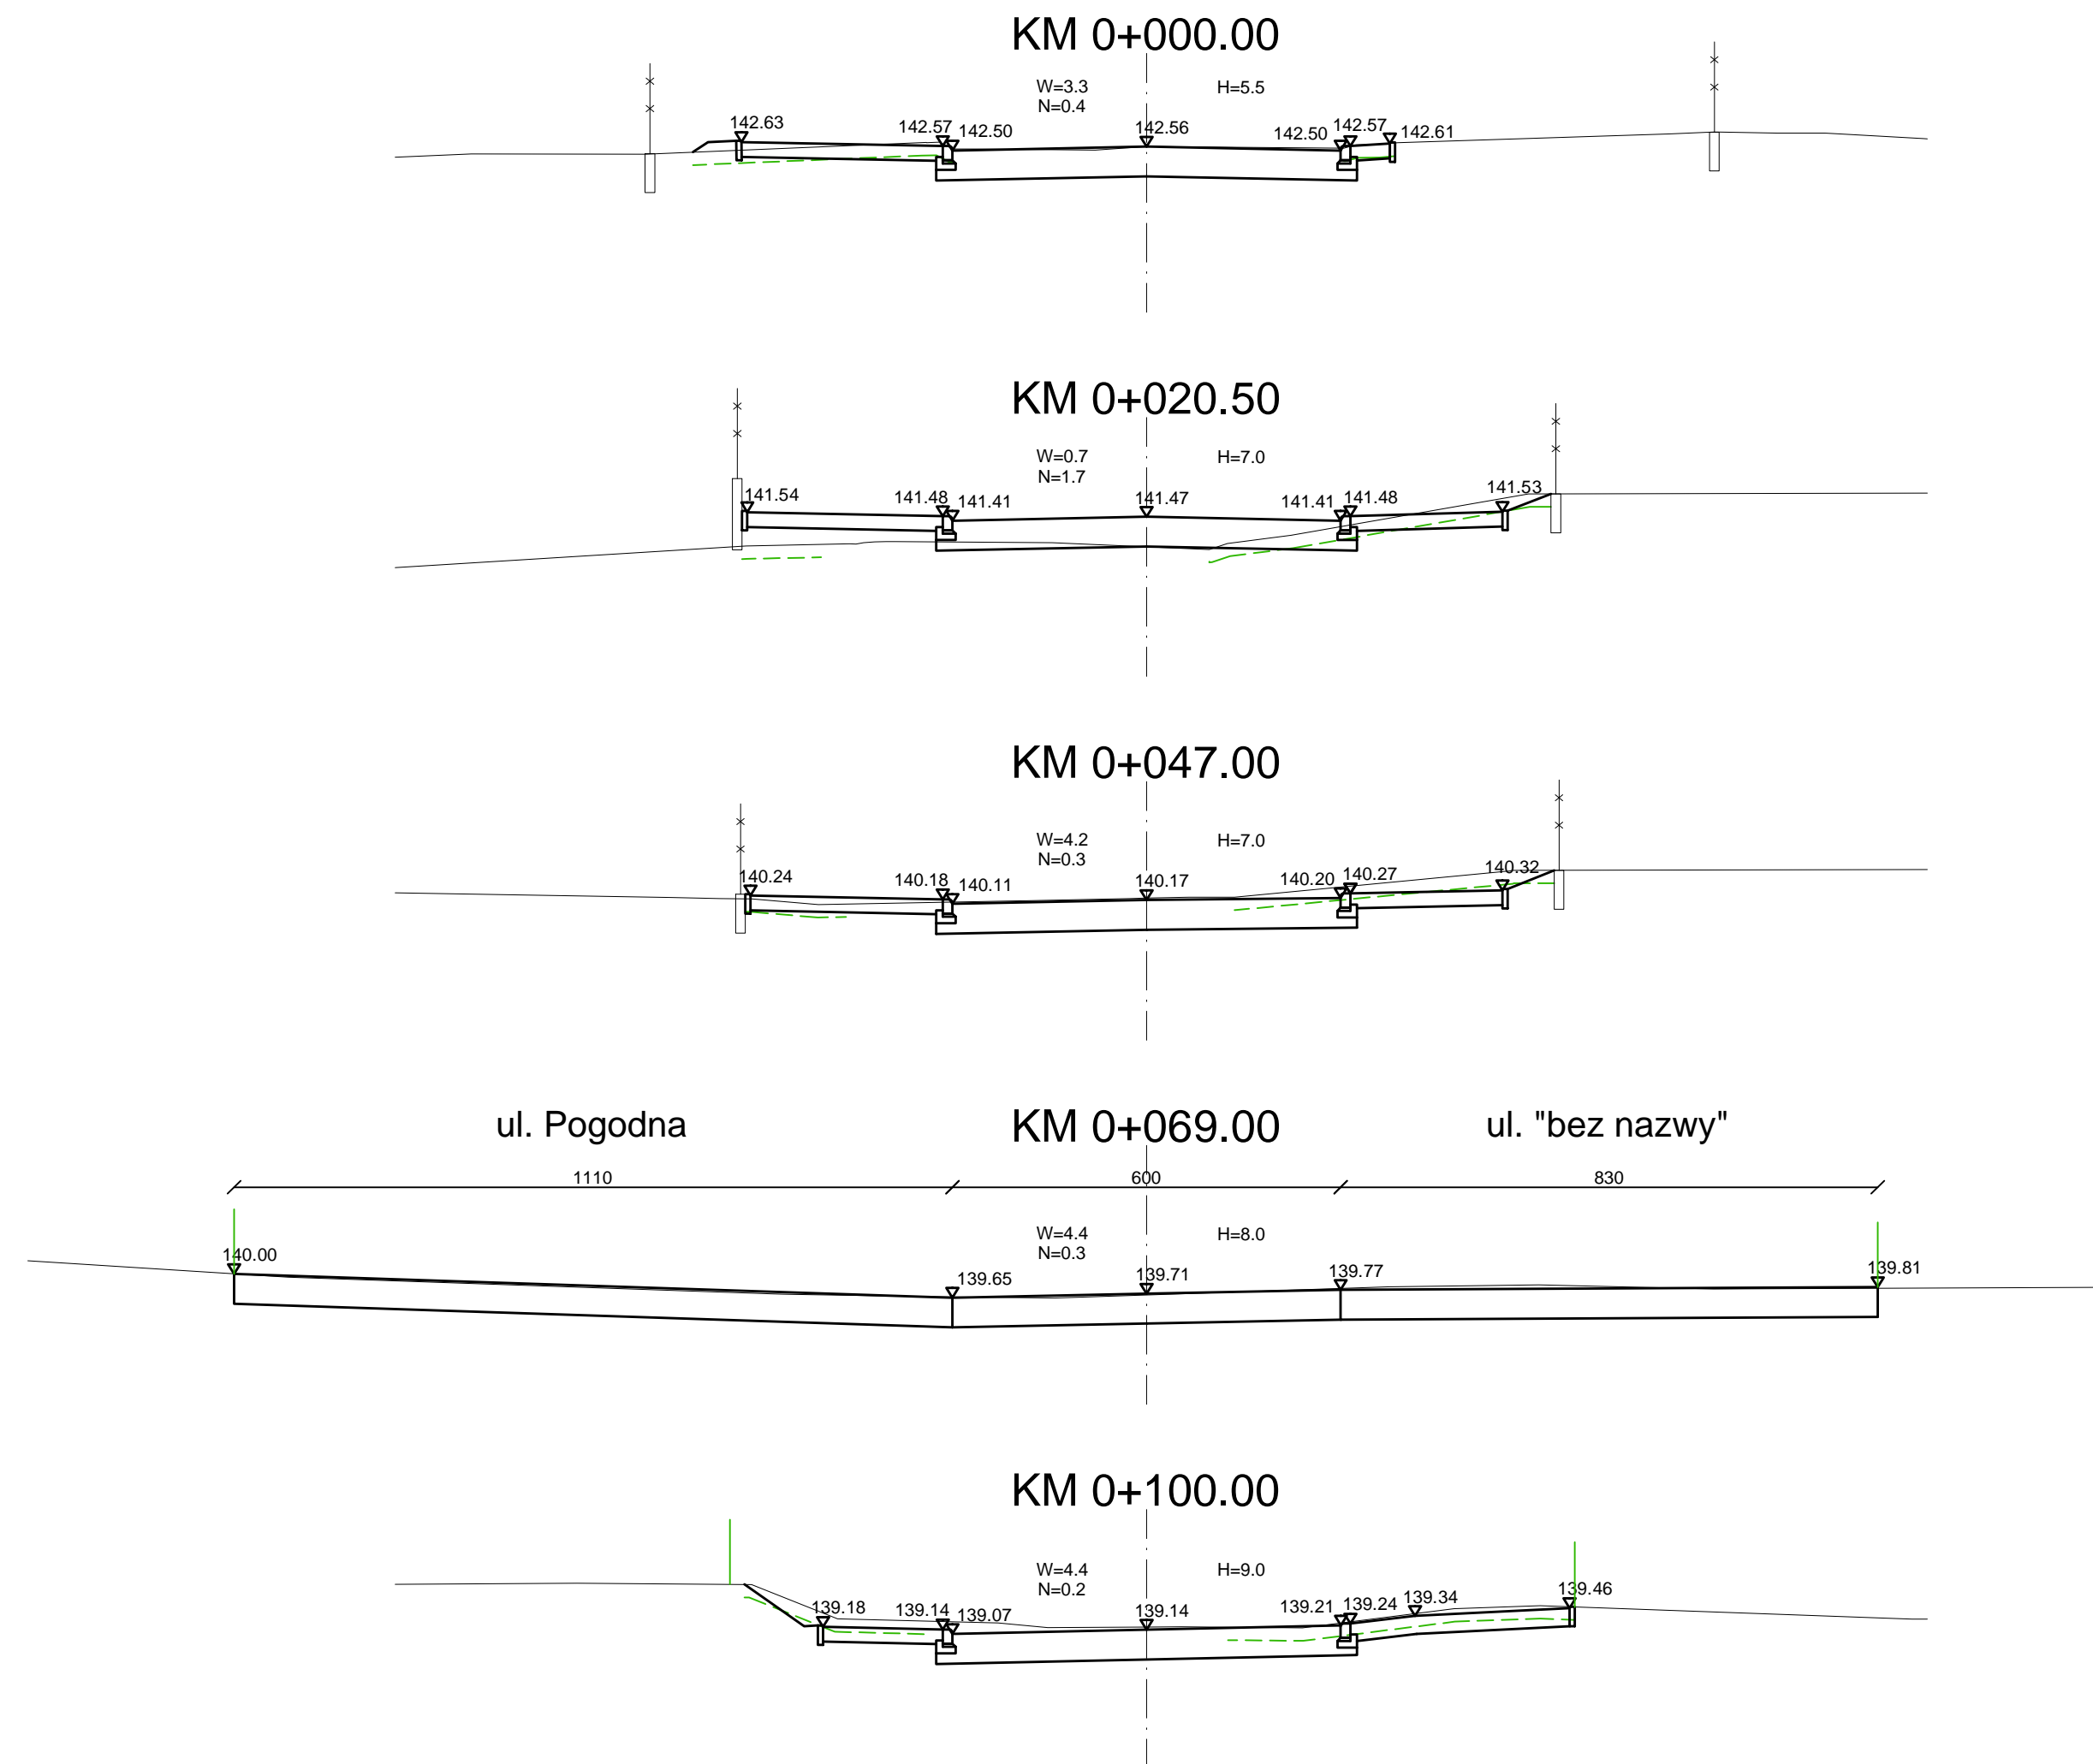 KM 0+000.00
W=3.3 H=5.5
N=0.4
142.63 142.57 142.50 142.56 142.50 142.57 142.61
KM 0+020.50
W=0.7 H=7.0
N=1.7
141.54 141.48 141.41 141.47 141.41 141.48 141.53
KM 0+047.00
W=4.2 H=7.0
N=0.3
140.24 140.18 140.11 140.17 140.20 140.27 140.32
ul. Pogodna KM 0+069.00 ul. "bez nazwy"
1110 600 830
W=4.4 H=8.0
N=0.3
140.00 139.65 139.71 139.77 139.81
KM 0+100.00
W=4.4 H=9.0
N=0.2
139.18 139.14 139.07 139.14 139.21 139.24 139.34 139.46